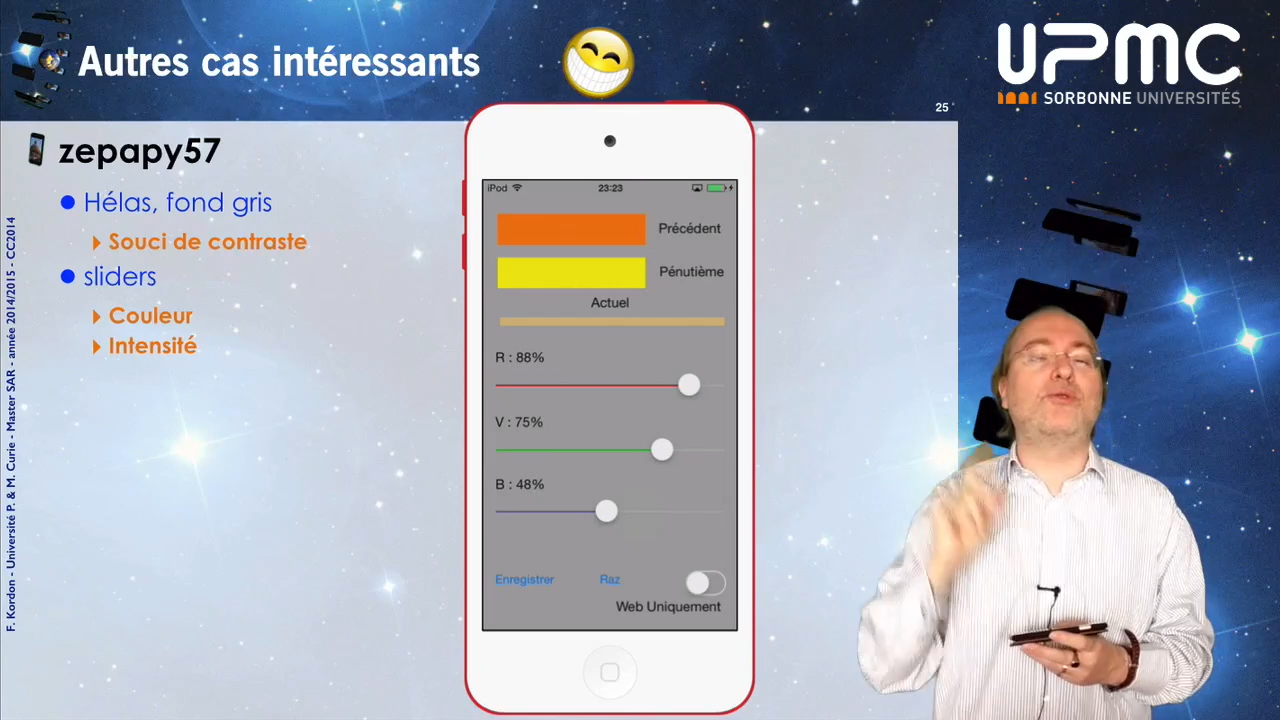 Autres cas intéressants
UPMC
SORBONNE UNIVERSITÉS
25
zepapy57
Hélas, fond gris
Souci de contraste
sliders
Couleur
Intensité
F. Kordon - Université P. & M. Curie - Master SAR - année 2014/2015 - CC2014
iPod 23:23
Précédent
Pénutième
Actuel
R : 88%
V : 75%
B : 48%
Enregistrer Raz
Web Uniquement